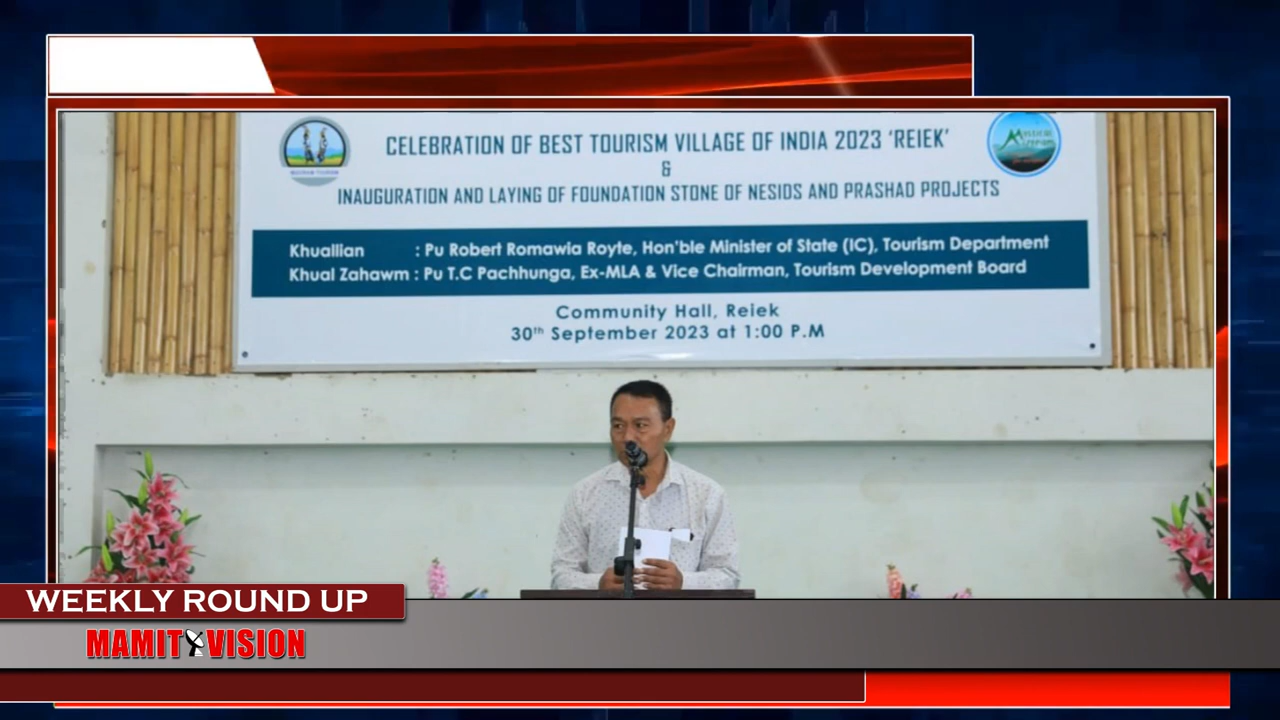 CELEBRATION OF BEST TOURISM VILLAGE OF INDIA 2023 ‘REIEK’
&
INAUGURATION AND LAYING OF FOUNDATION STONE OF NESIDS AND PRASHAD PROJECTS
MIZORAM TOURISM
Khuallian : Pu Robert Romawia Royte, Hon'ble Minister of State (IC), Tourism Department
Khual Zahawm : Pu T.C Pachhunga, Ex-MLA & Vice Chairman, Tourism Development Board
Community Hall, Reiek
30th September 2023 at 1:00 P.M
WEEKLY ROUND UP
MAMIT VISION